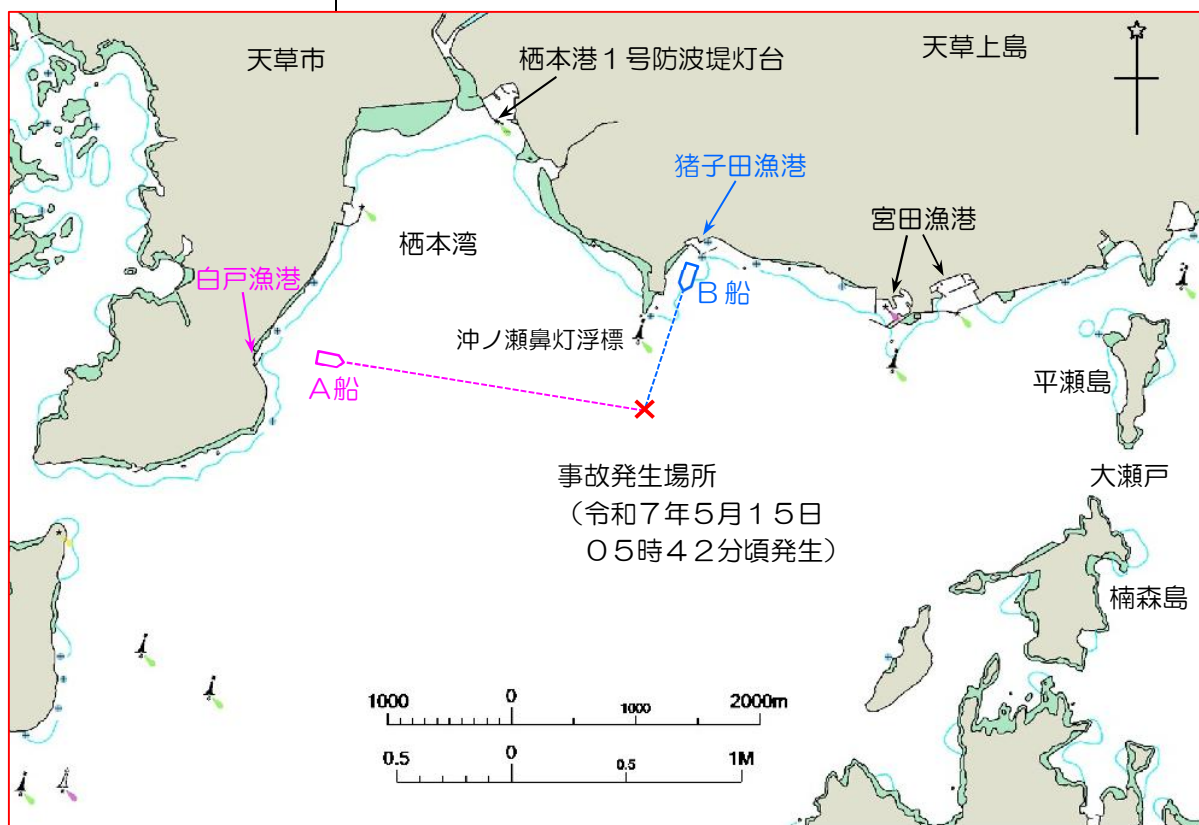 天草市
栖本港１号防波堤灯台
天草上島
猪子田漁港
宮田漁港
栖本湾
白戸漁港
Ｂ船
沖ノ瀬鼻灯浮標
Ａ船
平瀬島
事故発生場所
（令和７年５月１５日
０５時４２分頃発生）
大瀬戸
楠森島
1000 0 1000 2000m
0.5 0 0.5 1M